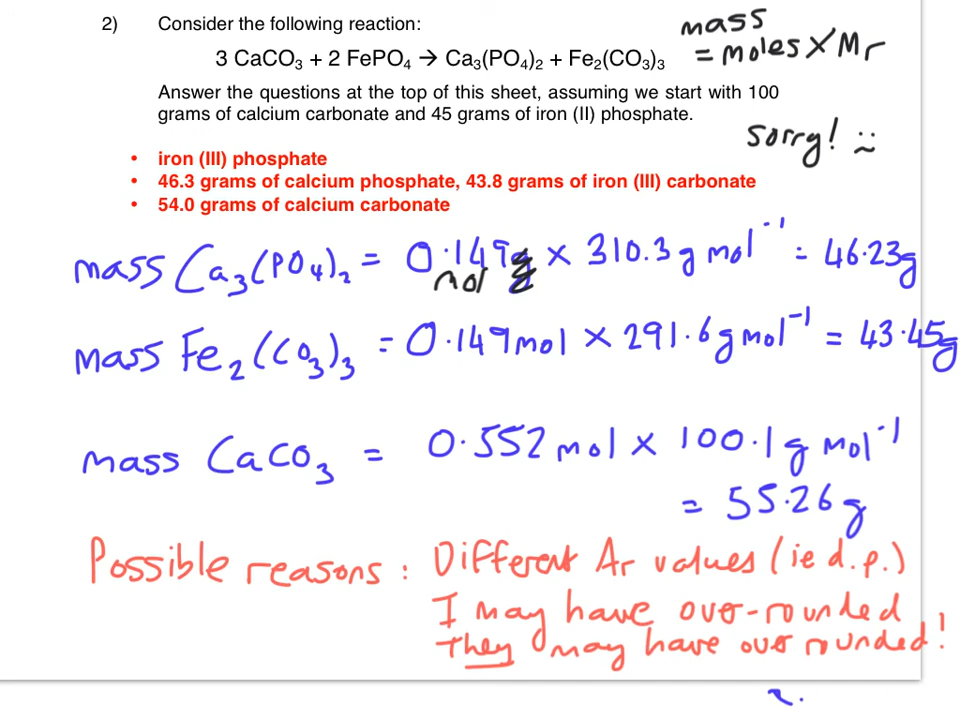 2) Consider the following reaction:
mass
3 CaCO₃ + 2 FePO₄ → Ca₃(PO₄)₂ + Fe₂(CO₃)₃
= moles × Mr
Answer the questions at the top of this sheet, assuming we start with 100
grams of calcium carbonate and 45 grams of iron (II) phosphate.
sorry! :~
• iron (III) phosphate
• 46.3 grams of calcium phosphate, 43.8 grams of iron (III) carbonate
• 54.0 grams of calcium carbonate
mass Ca₃(PO₄)₂ = 0.149g × 310.3 g mol⁻¹ = 46.23g
mol
mass Fe₂(CO₃)₃ = 0.149 mol × 291.6 g mol⁻¹ = 43.45g
mass CaCO₃ = 0.552 mol × 100.1 g mol⁻¹
= 55.26 g
Possible reasons : Different Ar values (ie d.p.)
I may have over-rounded
They may have over rounded!